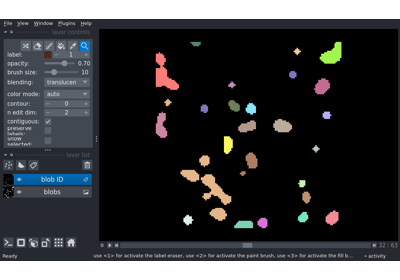 File View Window Plugins Help
layer controls
label: 1
opacity: 0.70
brush size: 10
blending: translucen
color mode: auto
contour: 0
n edit dim: 2
contiguous:
preserve labels:
show selected:
layer list
blob ID
blobs
32 63
Ready
use <1> for activate the label eraser, use <2> for activate the paint brush, use <3> for activate the fill b...
activity